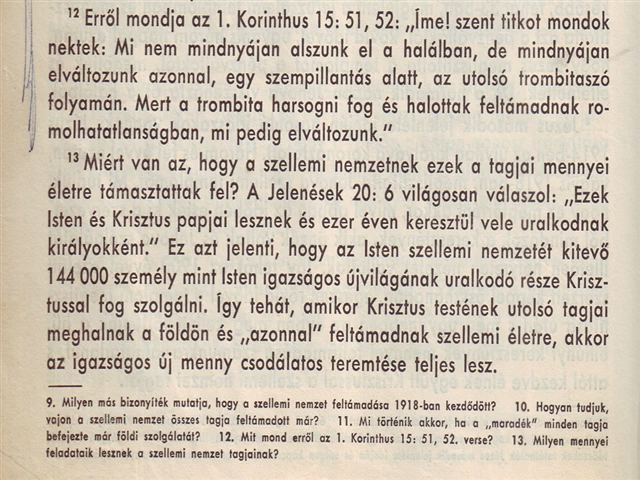 ¹² Erről mondja az 1. Korinthus 15: 51, 52: „Íme! szent titkot mondok
nektek: Mi nem mindnyájan alszunk el a halálban, de mindnyájan
elváltozunk azonnal, egy szempillantás alatt, az utolsó trombitaszó
folyamán. Mert a trombita harsogni fog és halottak feltámadnak ro-
molhatatlanságban, mi pedig elváltozunk."
¹³ Miért van az, hogy a szellemi nemzetnek ezek a tagjai mennyei
életre támasztattak fel? A Jelenések 20: 6 világosan válaszol: „Ezek
Isten és Krisztus papjai lesznek és ezer éven keresztül vele uralkodnak
királyokként." Ez azt jelenti, hogy az Isten szellemi nemzetét kitevő
144 000 személy mint Isten igazságos újvilágának uralkodó része Krisz-
tussal fog szolgálni. Így tehát, amikor Krisztus testének utolsó tagjai
meghalnak a földön és „azonnal" feltámadnak szellemi életre, akkor
az igazságos új menny csodálatos teremtése teljes lesz.
9. Milyen más bizonyíték mutatja, hogy a szellemi nemzet feltámadása 1918-ban kezdődött? 10. Hogyan tudjuk,
vajon a szellemi nemzet összes tagja feltámadott már? 11. Mi történik akkor, ha a „maradék" minden tagja
befejezte már földi szolgálatát? 12. Mit mond erről az 1. Korinthus 15: 51, 52. verse? 13. Milyen mennyei
feladataik lesznek a szellemi nemzet tagjainak?